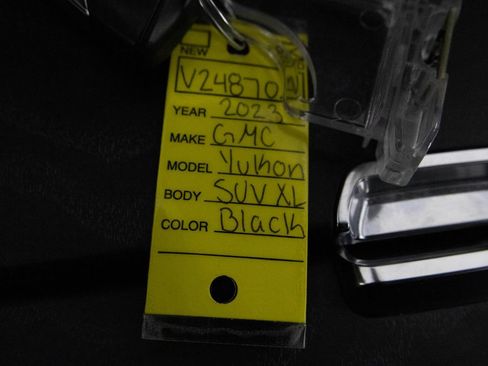 NEW
V24870
YEAR 2023
MAKE GMC
MODEL Yukon
BODY SUV XL
COLOR Black